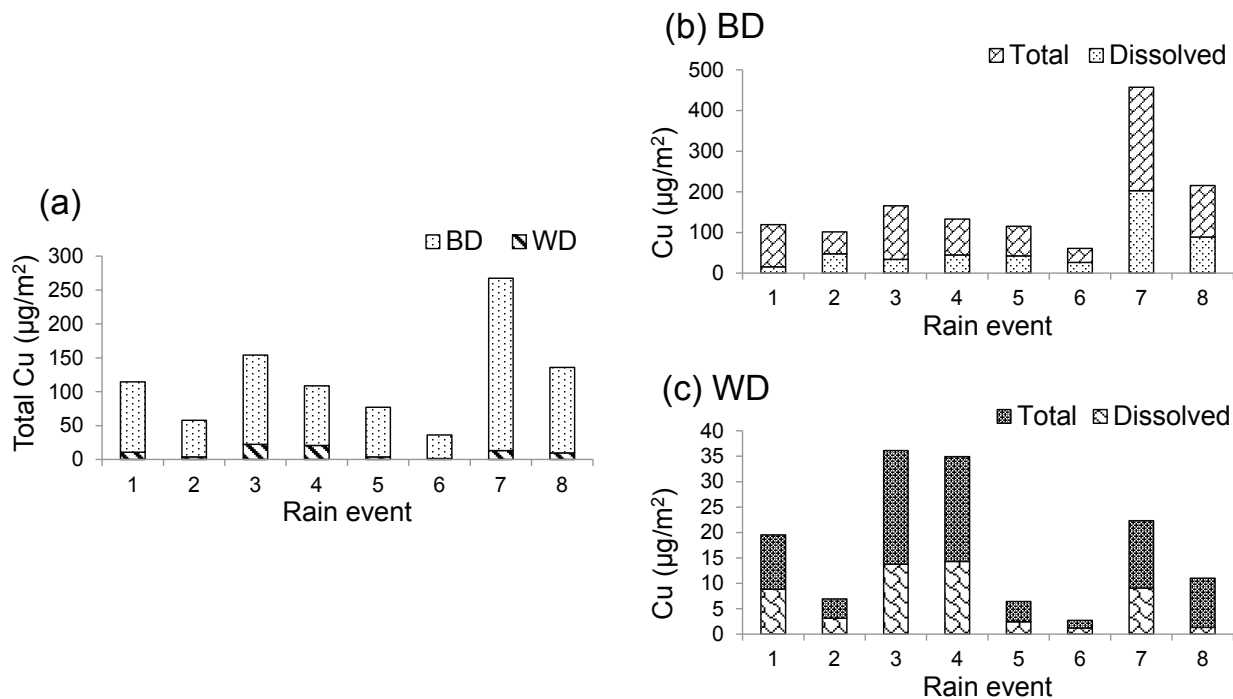 (a)
BD WD
Total Cu (µg/m²)
300
250
200
150
100
50
0
1 2 3 4 5 6 7 8
Rain event
(b) BD
Total Dissolved
Cu (µg/m²)
500
400
300
200
100
0
1 2 3 4 5 6 7 8
Rain event
(c) WD
Total Dissolved
Cu (µg/m²)
40
35
30
25
20
15
10
5
0
1 2 3 4 5 6 7 8
Rain event